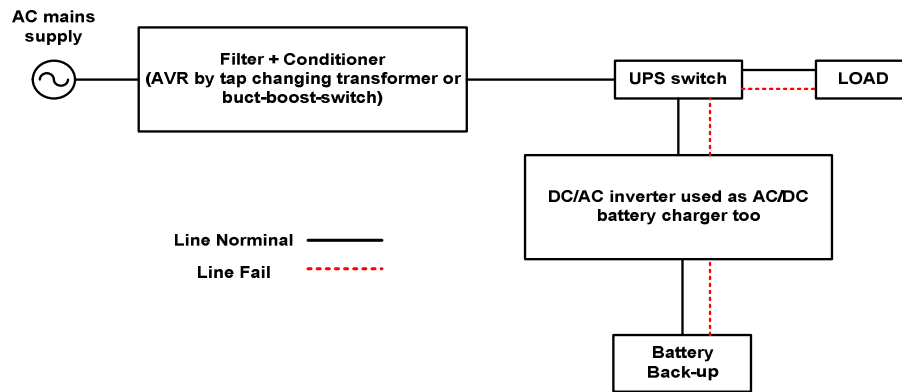 AC mains
supply
Filter + Conditioner
(AVR by tap changing transformer or
buct-boost-switch)
UPS switch
LOAD
DC/AC inverter used as AC/DC
battery charger too
Line Norminal
Line Fail
Battery
Back-up